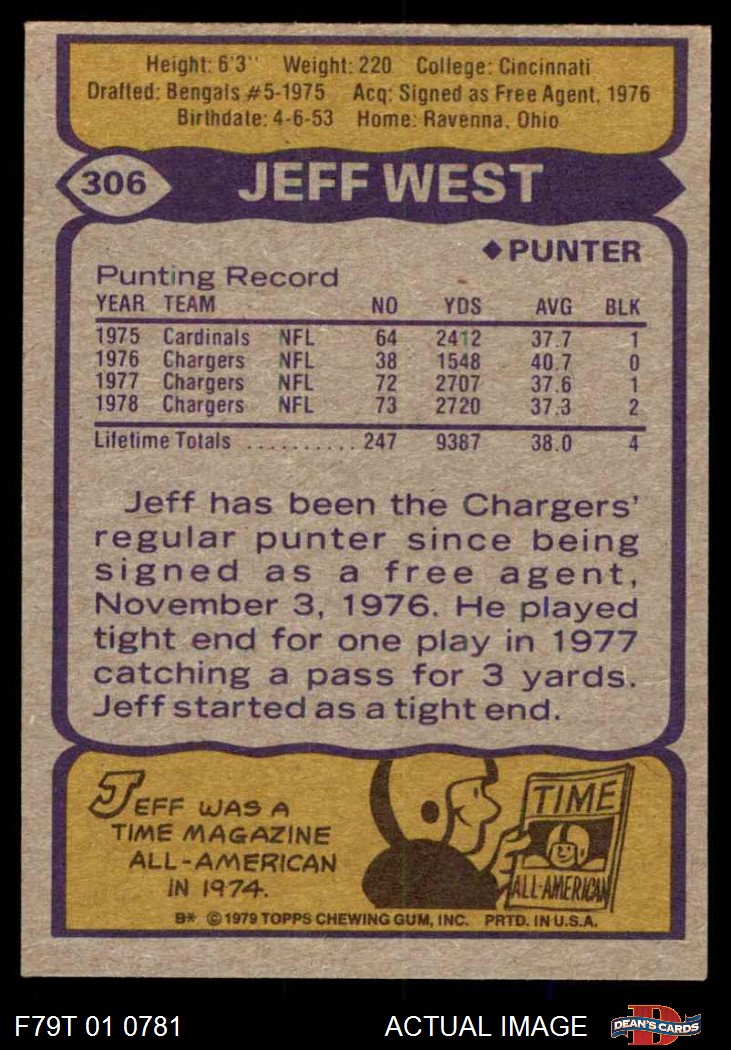 Height: 6'3" Weight: 220 College: Cincinnati
Drafted: Bengals #5-1975 Acq: Signed as Free Agent, 1976
Birthdate: 4-6-53 Home: Ravenna, Ohio
306 JEFF WEST
◆ PUNTER
Punting Record
YEAR TEAM NO YDS AVG BLK
1975 Cardinals NFL 64 2412 37.7 1
1976 Chargers NFL 38 1548 40.7 0
1977 Chargers NFL 72 2707 37.6 1
1978 Chargers NFL 73 2720 37.3 2
Lifetime Totals .......... 247 9387 38.0 4
Jeff has been the Chargers'
regular punter since being
signed as a free agent,
November 3, 1976. He played
tight end for one play in 1977
catching a pass for 3 yards.
Jeff started as a tight end.
JEFF WAS A
TIME MAGAZINE
ALL-AMERICAN
IN 1974.
TIME
ALL-AMERICAN
B* © 1979 TOPPS CHEWING GUM, INC. PRTD. IN U.S.A.
F79T 01 0781 ACTUAL IMAGE D DEAN'S CARDS